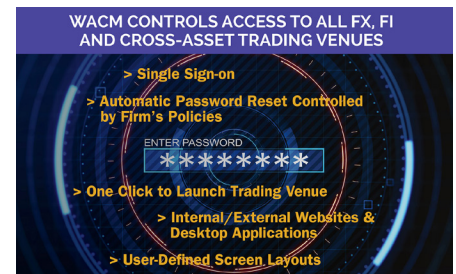 WACM CONTROLS ACCESS TO ALL FX, FI
AND CROSS-ASSET TRADING VENUES
> Single Sign-on
> Automatic Password Reset Controlled
by Firm's Policies
ENTER PASSWORD
********
> One Click to Launch Trading Venue
> Internal/External Websites &
Desktop Applications
> User-Defined Screen Layouts